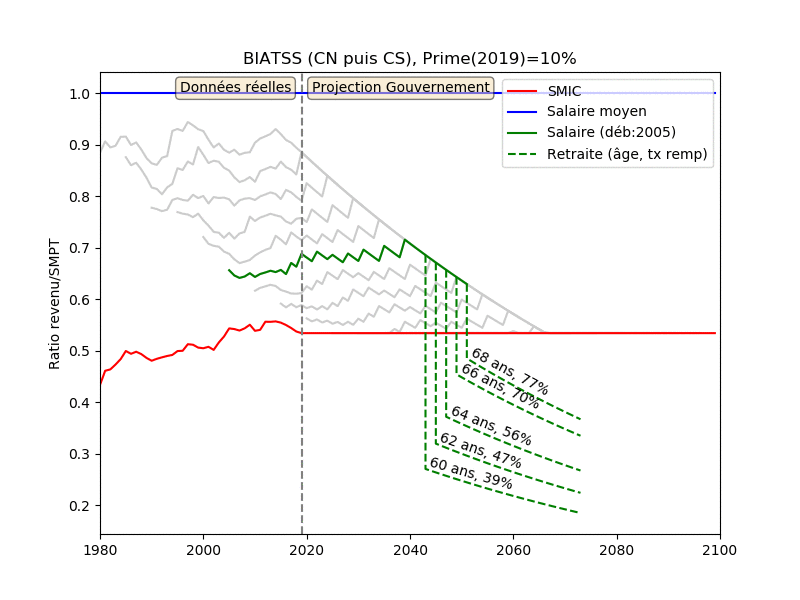 BIATSS (CN puis CS), Prime(2019)=10%
Données réelles
Projection Gouvernement
SMIC
Salaire moyen
Salaire (déb:2005)
Retraite (âge, tx remp)
Ratio revenu/SMPT
1.0
0.9
0.8
0.7
0.6
0.5
0.4
0.3
0.2
68 ans, 77%
66 ans, 70%
64 ans, 56%
62 ans, 47%
60 ans, 39%
1980
2000
2020
2040
2060
2080
2100